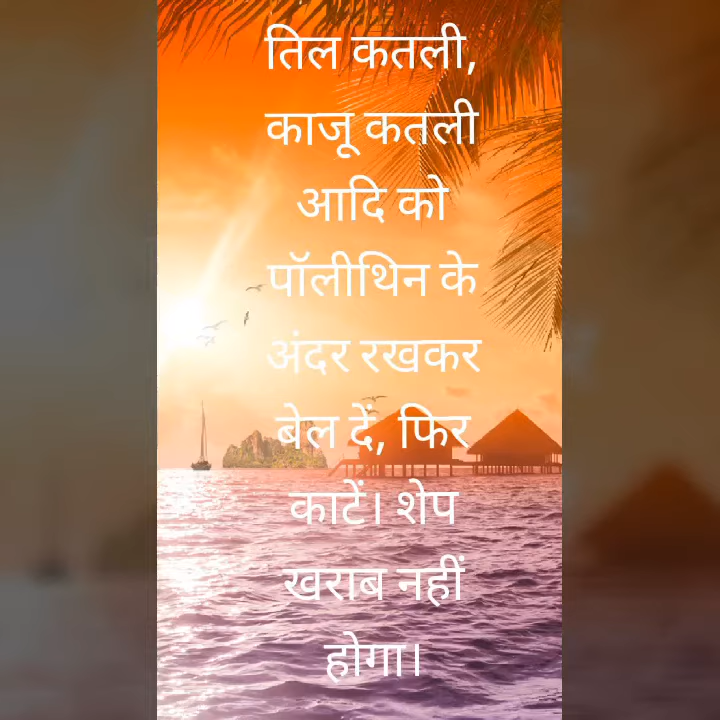 तिल कतली,
काजू कतली
आदि को
पॉलीथिन के
अंदर रखकर
बेल दें, फिर
काटें। शेप
खराब नहीं
होगा।